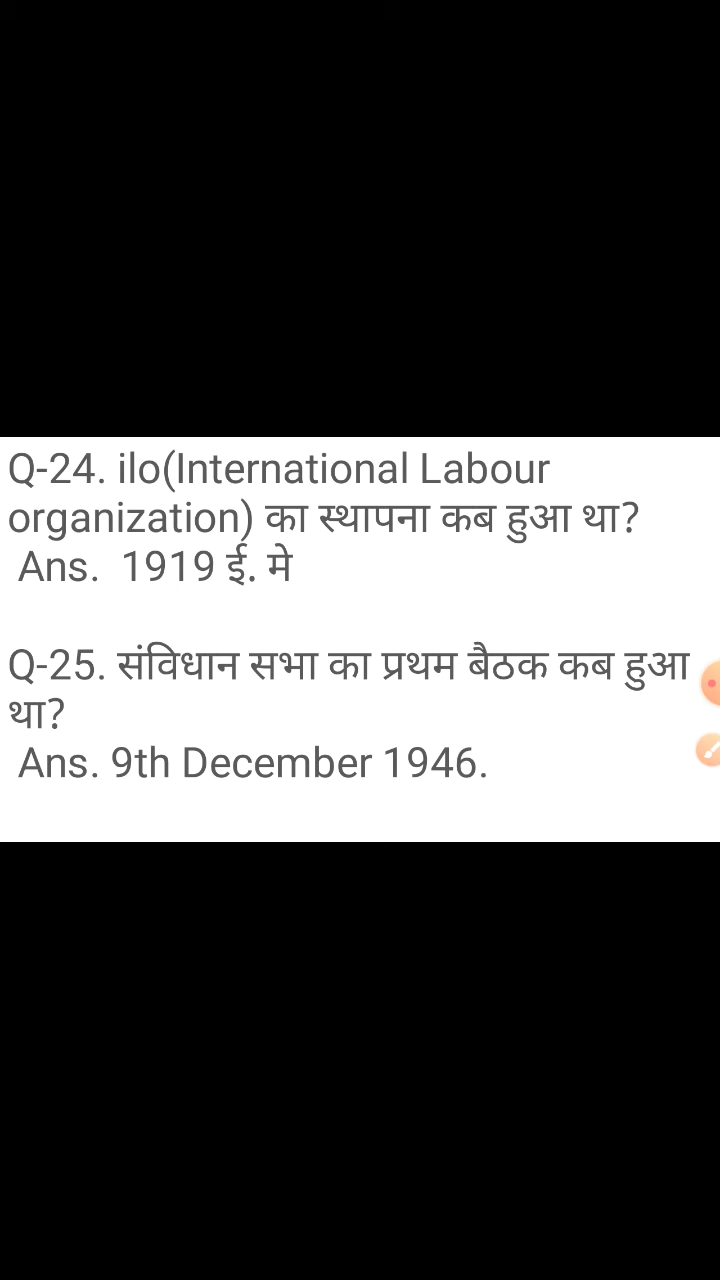 Q-24. ilo(International Labour
organization) का स्थापना कब हुआ था?
Ans.  1919 ई. मे
Q-25. संविधान सभा का प्रथम बैठक कब हुआ
था?
Ans. 9th December 1946.